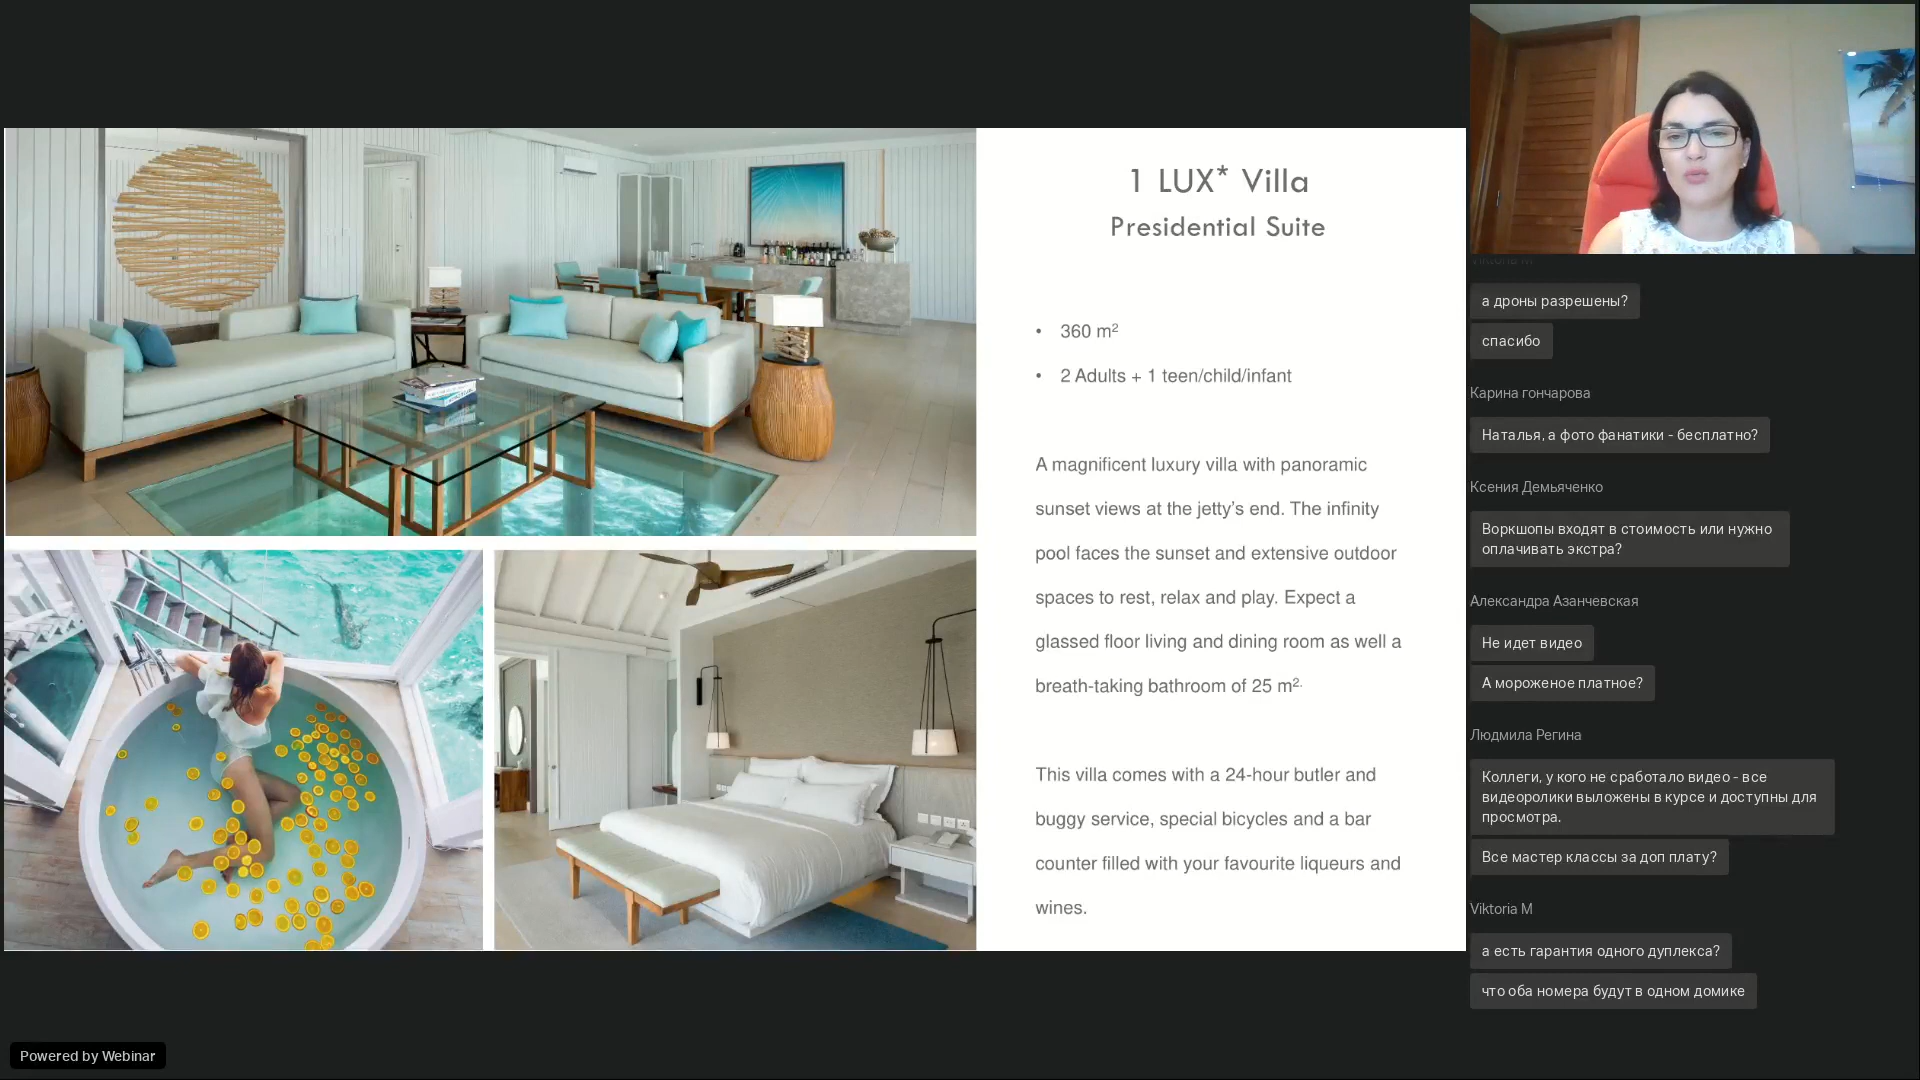 1 LUX* Villa
Presidential Suite
• 360 m²
• 2 Adults + 1 teen/child/infant
A magnificent luxury villa with panoramic
sunset views at the jetty’s end. The infinity
pool faces the sunset and extensive outdoor
spaces to rest, relax and play. Expect a
glassed floor living and dining room as well a
breath-taking bathroom of 25 m².
This villa comes with a 24-hour butler and
buggy service, special bicycles and a bar
counter filled with your favourite liqueurs and
wines.
Viktoria M
а дроны разрешены?
спасибо
Карина гончарова
Наталья, а фото фанатики - бесплатно?
Ксения Демьяченко
Воркшопы входят в стоимость или нужно
оплачивать экстра?
Александра Азанчевская
Не идет видео
А мороженое платное?
Людмила Регина
Коллеги, у кого не сработало видео - все
видеоролики выложены в курсе и доступны для
просмотра.
Все мастер классы за доп плату?
Viktoria M
а есть гарантия одного дуплекса?
что оба номера будут в одном домике
Powered by Webinar